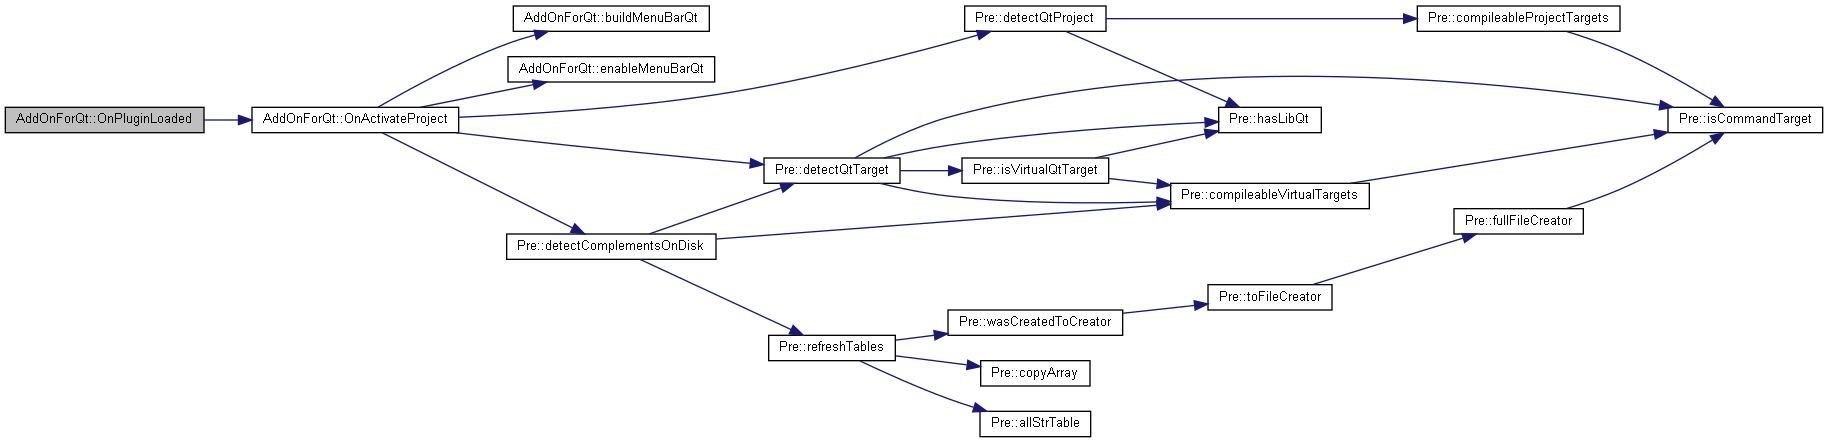 AddOnForQt::OnPluginLoaded
AddOnForQt::OnActivateProject
AddOnForQt::buildMenuBarQt
AddOnForQt::enableMenuBarQt
Pre::detectQtProject
Pre::compileableProjectTargets
Pre::hasLibQt
Pre::isCommandTarget
Pre::detectQtTarget
Pre::isVirtualQtTarget
Pre::compileableVirtualTargets
Pre::detectComplementsOnDisk
Pre::fullFileCreator
Pre::toFileCreator
Pre::wasCreatedToCreator
Pre::refreshTables
Pre::copyArray
Pre::allStrTable